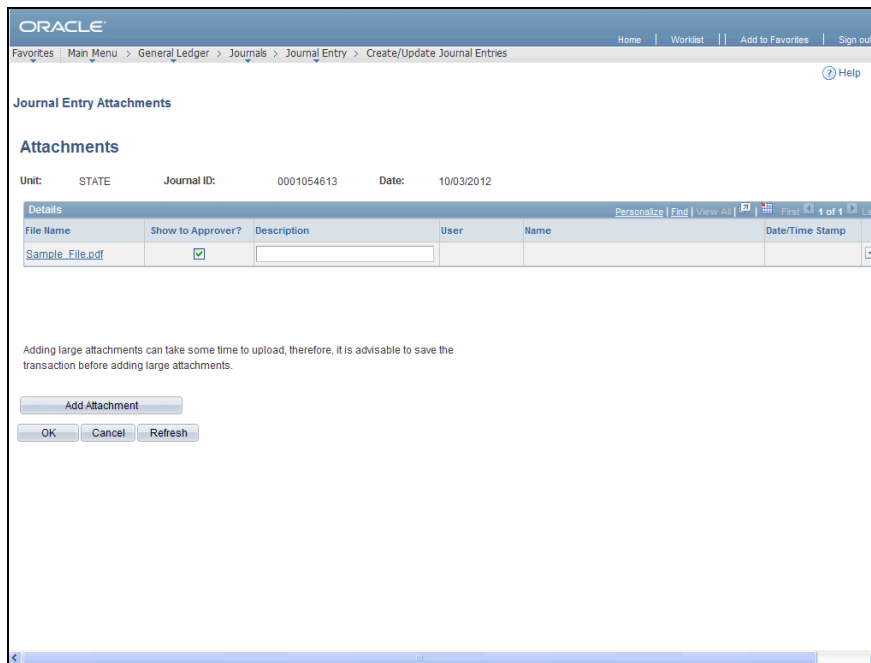 ORACLE
Home | Worklist || Add to Favorites | Sign out
Favorites Main Menu > General Ledger > Journals > Journal Entry > Create/Update Journal Entries
? Help
Journal Entry Attachments
Attachments
Unit: STATE Journal ID: 0001054613 Date: 10/03/2012
Details Personalize | Find | View All | | First 1 of 1
File Name Show to Approver? Description User Name Date/Time Stamp
Sample_File.pdf
Adding large attachments can take some time to upload, therefore, it is advisable to save the
transaction before adding large attachments.
Add Attachment
OK Cancel Refresh